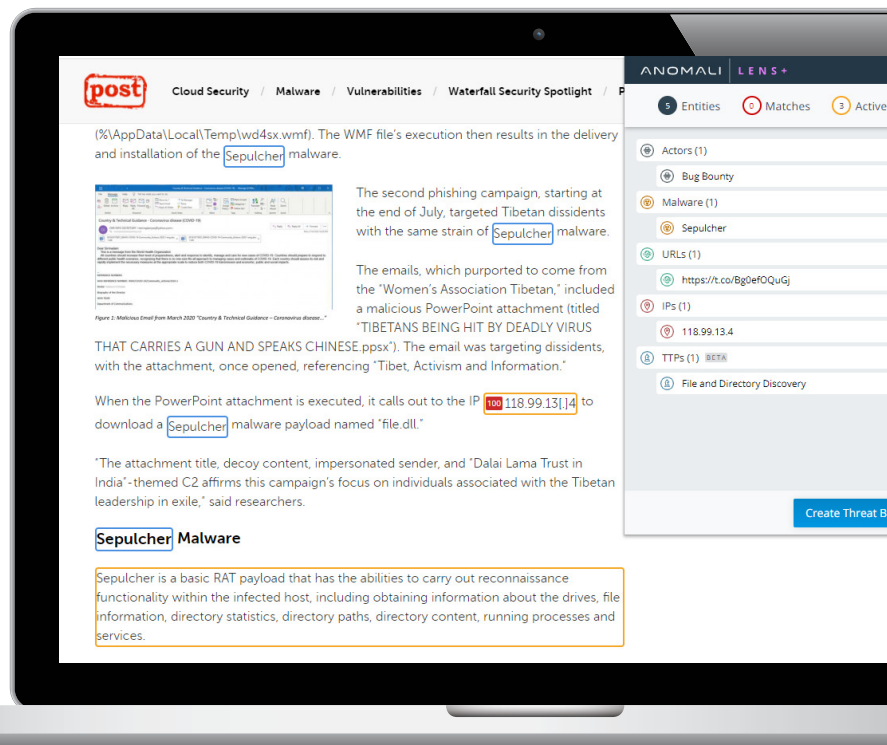 post
Cloud Security / Malware / Vulnerabilities / Waterfall Security Spotlight / P
(%\AppData\Local\Temp\wd4sx.wmf). The WMF file's execution then results in the delivery
and installation of the Sepulcher malware.
The second phishing campaign, starting at
the end of July, targeted Tibetan dissidents
with the same strain of Sepulcher malware.
The emails, which purported to come from
the "Women's Association Tibetan," included
a malicious PowerPoint attachment (titled
Figure 1: Malicious Email from March 2020 "Country & Technical Guidance – Coronavirus disease..."
"TIBETANS BEING HIT BY DEADLY VIRUS
THAT CARRIES A GUN AND SPEAKS CHINESE.ppsx"). The email was targeting dissidents,
with the attachment, once opened, referencing "Tibet, Activism and Information."
When the PowerPoint attachment is executed, it calls out to the IP 100 118.99.13[.]4 to
download a Sepulcher malware payload named "file.dll."
"The attachment title, decoy content, impersonated sender, and "Dalai Lama Trust in
India"-themed C2 affirms this campaign's focus on individuals associated with the Tibetan
leadership in exile," said researchers.
Sepulcher Malware
Sepulcher is a basic RAT payload that has the abilities to carry out reconnaissance
functionality within the infected host, including obtaining information about the drives, file
information, directory statistics, directory paths, directory content, running processes and
services.
ANOMALI LENS+
5 Entities 0 Matches 3 Active
Actors (1)
Bug Bounty
Malware (1)
Sepulcher
URLs (1)
https://t.co/Bg0efOQuGj
IPs (1)
118.99.13.4
TTPs (1) BETA
File and Directory Discovery
Create Threat B